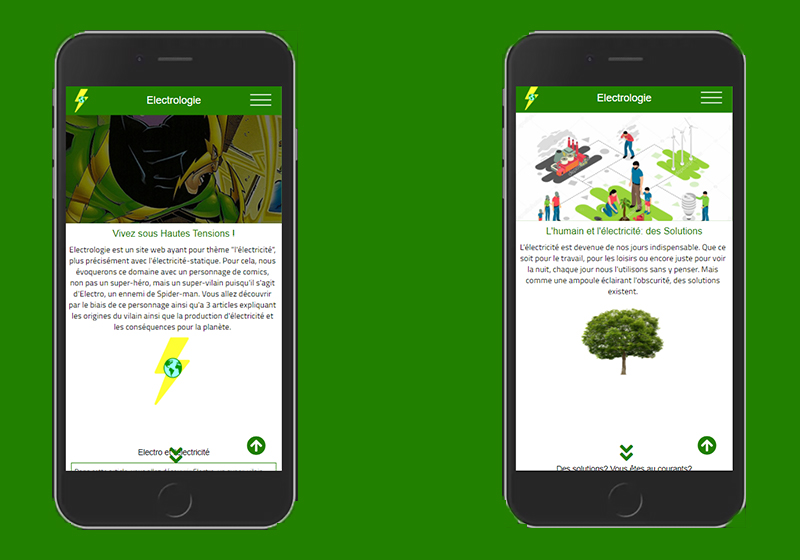 Electrologie
Vivez sous Hautes Tensions !
Electrologie est un site web ayant pour thème "l'électricité",
plus précisément avec l'électricité-statique. Pour cela, nous
évoquerons ce domaine avec un personnage de comics,
non pas un super-héro, mais un super-vilain puisqu'il s'agit
d'Electro, un ennemi de Spider-man. Vous allez découvrir
par le biais de ce personnage ainsi qu'a 3 articles expliquant
les origines du vilain ainsi que la production d'électricité et
les conséquences pour la planète.
Electro et électricité
Electrologie
L'humain et l'électricité: des Solutions
L'électricité est devenue de nos jours indispensable. Que ce
soit pour le travail, pour les loisirs ou encore juste pour voir
la nuit, chaque jour nous l'utilisons sans y penser. Mais
comme une ampoule éclairant l'obscurité, des solutions
existent.
Des solutions? Vous êtes au courants?